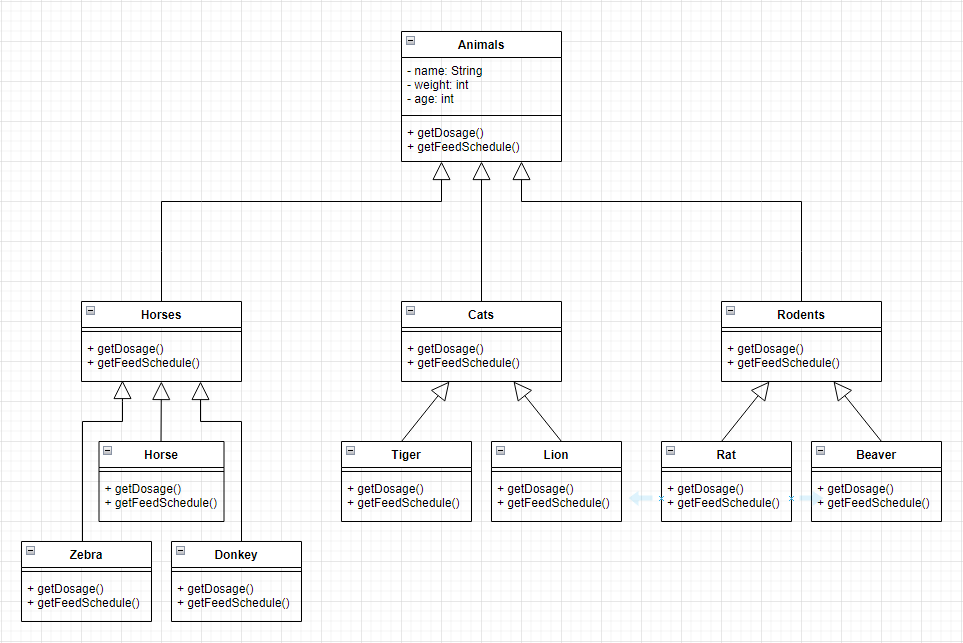 Animals
- name: String
- weight: int
- age: int
+ getDosage()
+ getFeedSchedule()
Horses
+ getDosage()
+ getFeedSchedule()
Cats
+ getDosage()
+ getFeedSchedule()
Rodents
+ getDosage()
+ getFeedSchedule()
Horse
+ getDosage()
+ getFeedSchedule()
Tiger
+ getDosage()
+ getFeedSchedule()
Lion
+ getDosage()
+ getFeedSchedule()
Rat
+ getDosage()
+ getFeedSchedule()
Beaver
+ getDosage()
+ getFeedSchedule()
Zebra
+ getDosage()
+ getFeedSchedule()
Donkey
+ getDosage()
+ getFeedSchedule()